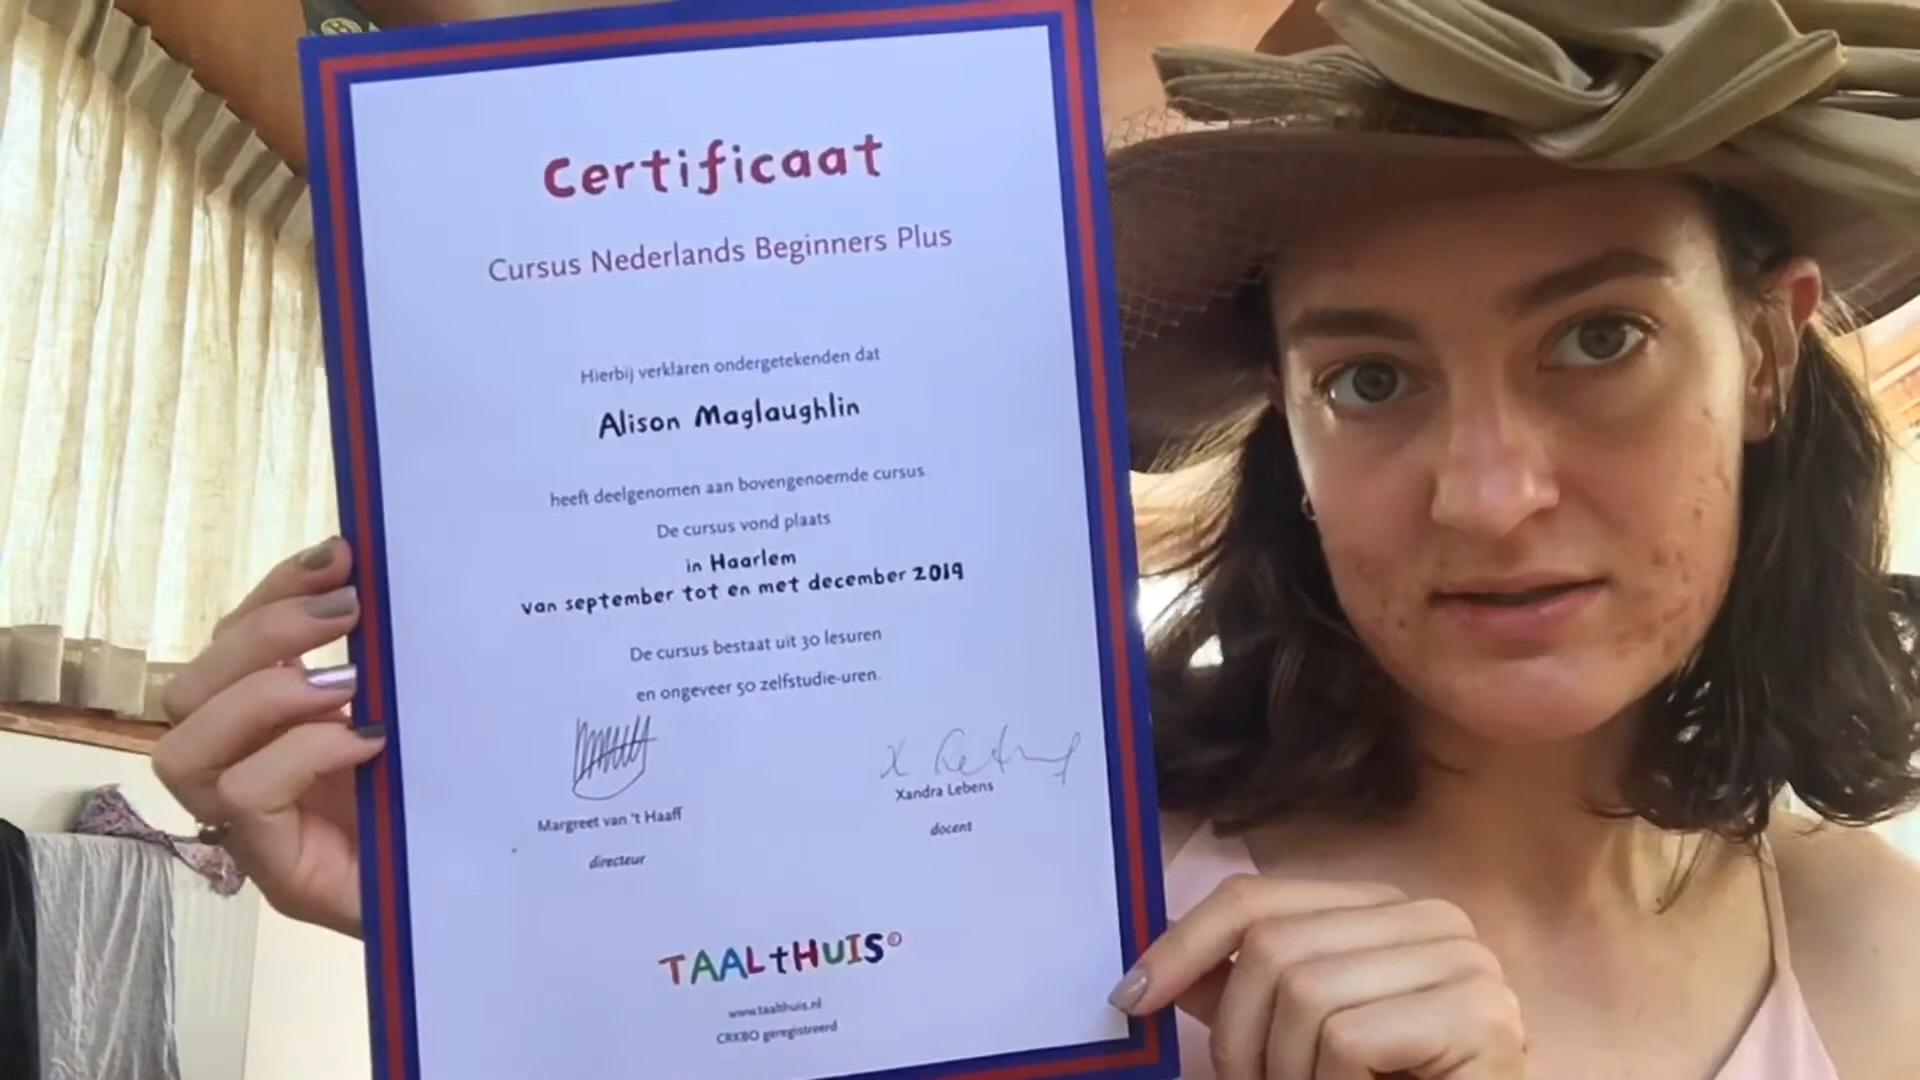 Certificaat
Cursus Nederlands Beginners Plus
Hierbij verklaren ondergetekenden dat
Alison Maglaughlin
heeft deelgenomen aan bovengenoemde cursus.
De cursus vond plaats
in Haarlem
van september tot en met december 2019
De cursus bestaat uit 30 lesuren
en ongeveer 50 zelfstudie-uren.
Margreet van 't Haaff
directeur
Xandra Lebens
docent
TAALtHUIS©
www.taalthuis.nl
CRKBO geregistreerd